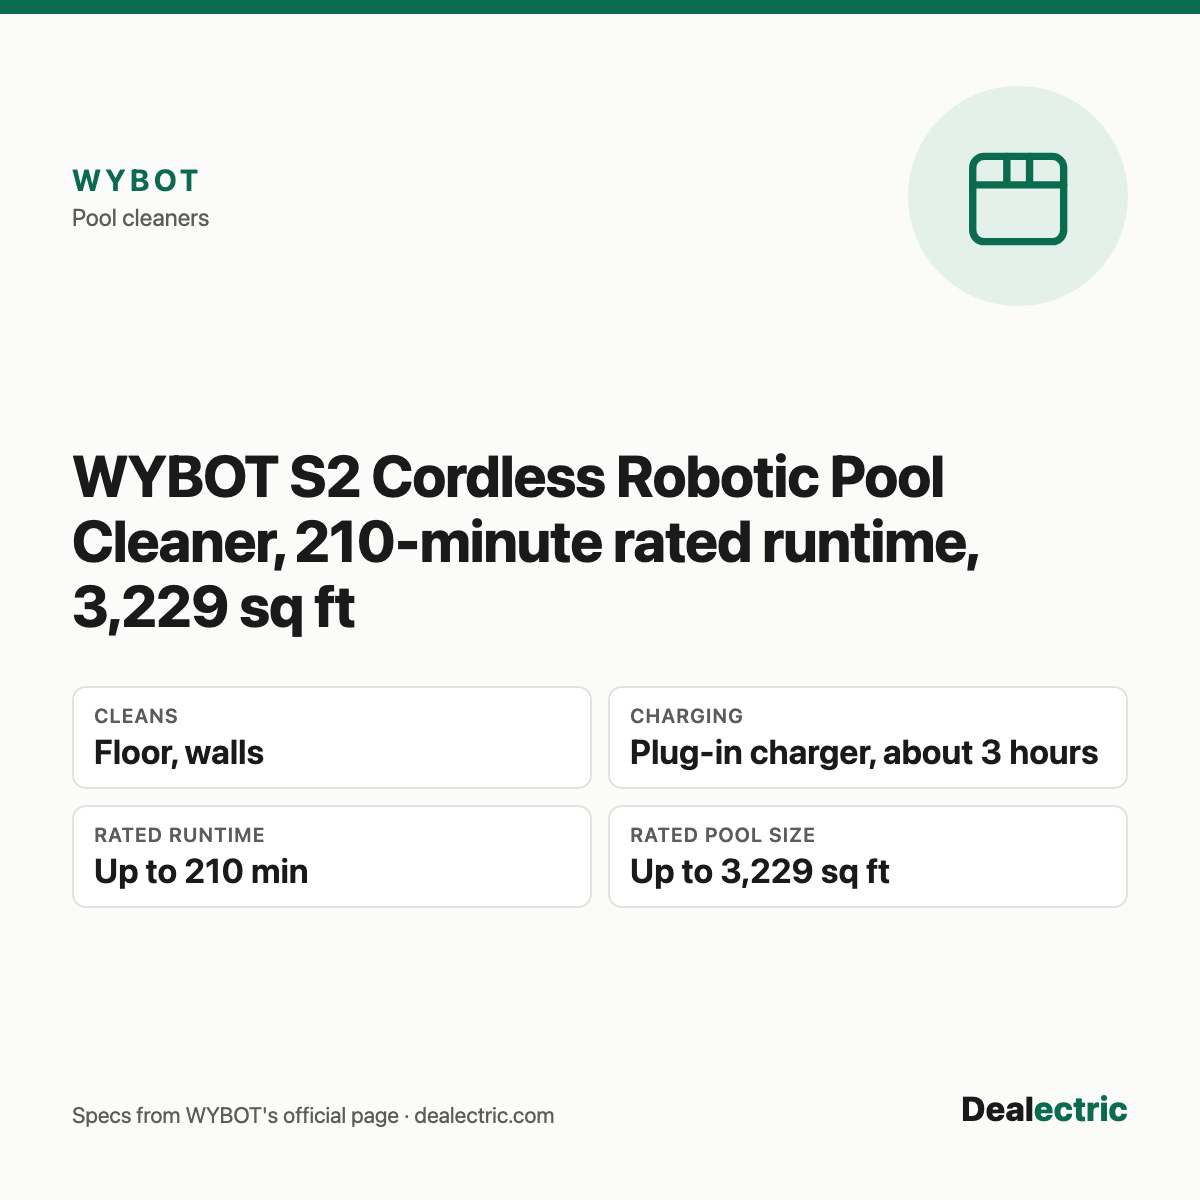 WYBOT
Pool cleaners
WYBOT S2 Cordless Robotic Pool
Cleaner, 210-minute rated runtime,
3,229 sq ft
CLEANS
Floor, walls
CHARGING
Plug-in charger, about 3 hours
RATED RUNTIME
Up to 210 min
RATED POOL SIZE
Up to 3,229 sq ft
Specs from WYBOT's official page · dealectric.com
Dealectric